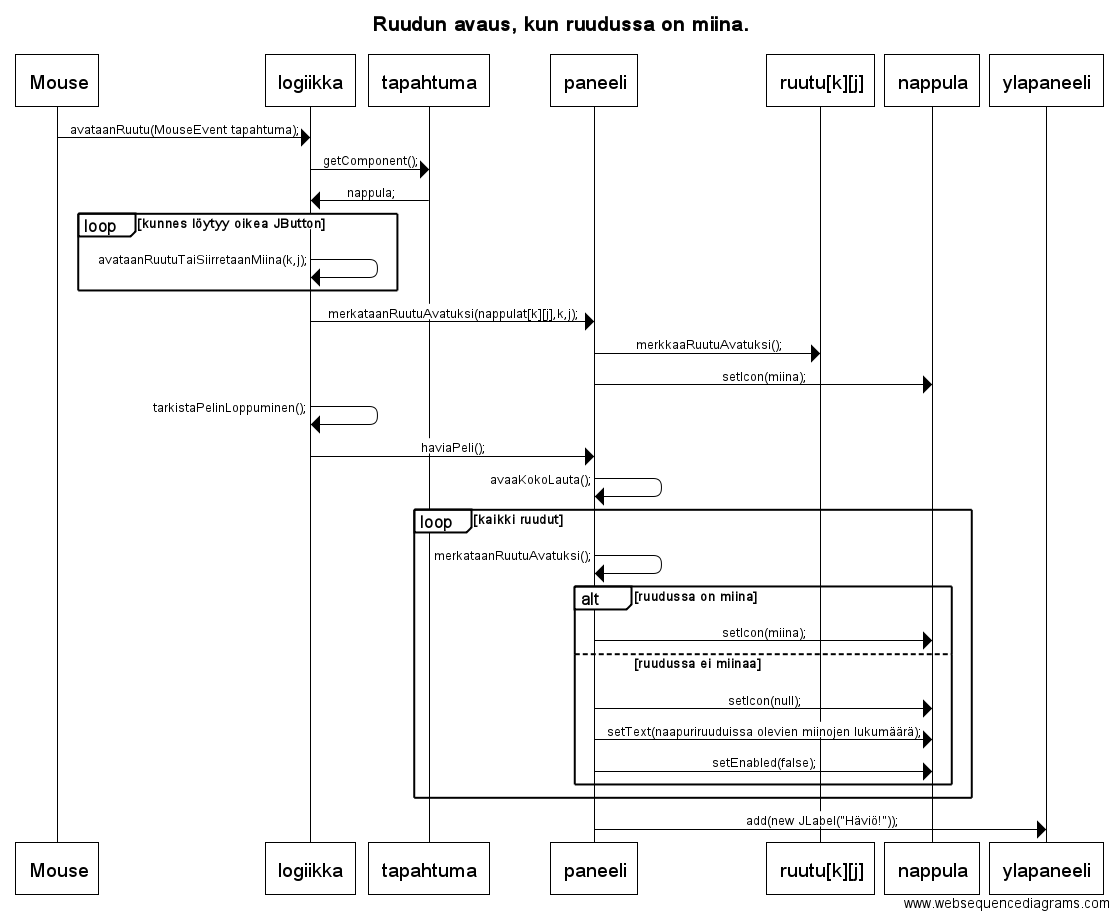 Ruudun avaus, kun ruudussa on miina.
Mouse
logiikka
tapahtuma
paneeli
ruutu[k][j]
nappula
ylapaneeli
avataanRuutu(MouseEvent tapahtuma);
getComponent();
nappula;
loop
[kunnes löytyy oikea JButton]
avataanRuutuTaiSiirretaanMiina(k,j);
merkataanRuutuAvatuksi(nappulat[k][j],k,j);
merkkaaRuutuAvatuksi();
setIcon(miina);
tarkistaPelinLoppuminen();
haviaPeli();
avaaKokoLauta();
loop
[kaikki ruudut]
merkataanRuutuAvatuksi();
alt
[ruudussa on miina]
setIcon(miina);
[ruudussa ei miinaa]
setIcon(null);
setText(naapuriruuduissa olevien miinojen lukumäärä);
setEnabled(false);
add(new JLabel("Häviö!"));
Mouse
logiikka
tapahtuma
paneeli
ruutu[k][j]
nappula
ylapaneeli
www.websequencediagrams.com